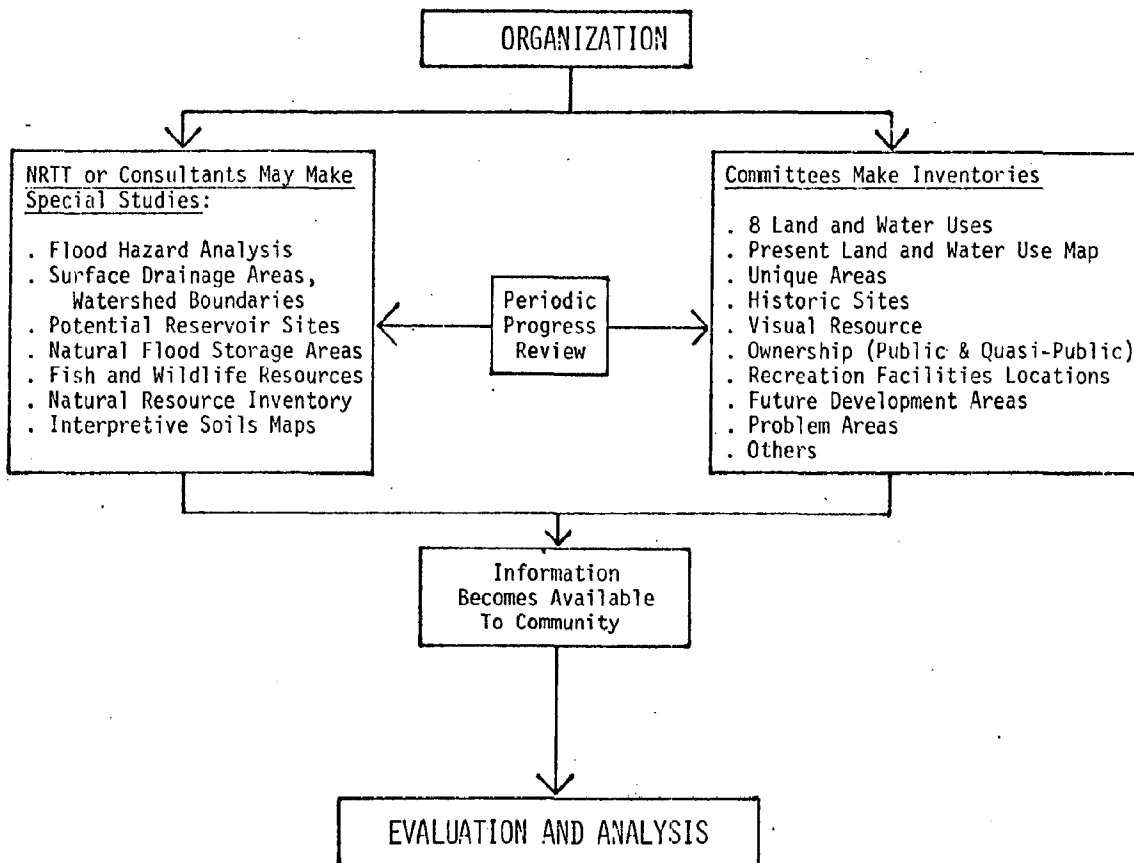 ORGANIZATION
NRTT or Consultants May Make
Special Studies:
. Flood Hazard Analysis
. Surface Drainage Areas,
Watershed Boundaries
. Potential Reservoir Sites
. Natural Flood Storage Areas
. Fish and Wildlife Resources
. Natural Resource Inventory
. Interpretive Soils Maps
Periodic
Progress
Review
Committees Make Inventories
. 8 Land and Water Uses
. Present Land and Water Use Map
. Unique Areas
. Historic Sites
. Visual Resource
. Ownership (Public & Quasi-Public)
. Recreation Facilities Locations
. Future Development Areas
. Problem Areas
. Others
Information
Becomes Available
To Community
EVALUATION AND ANALYSIS